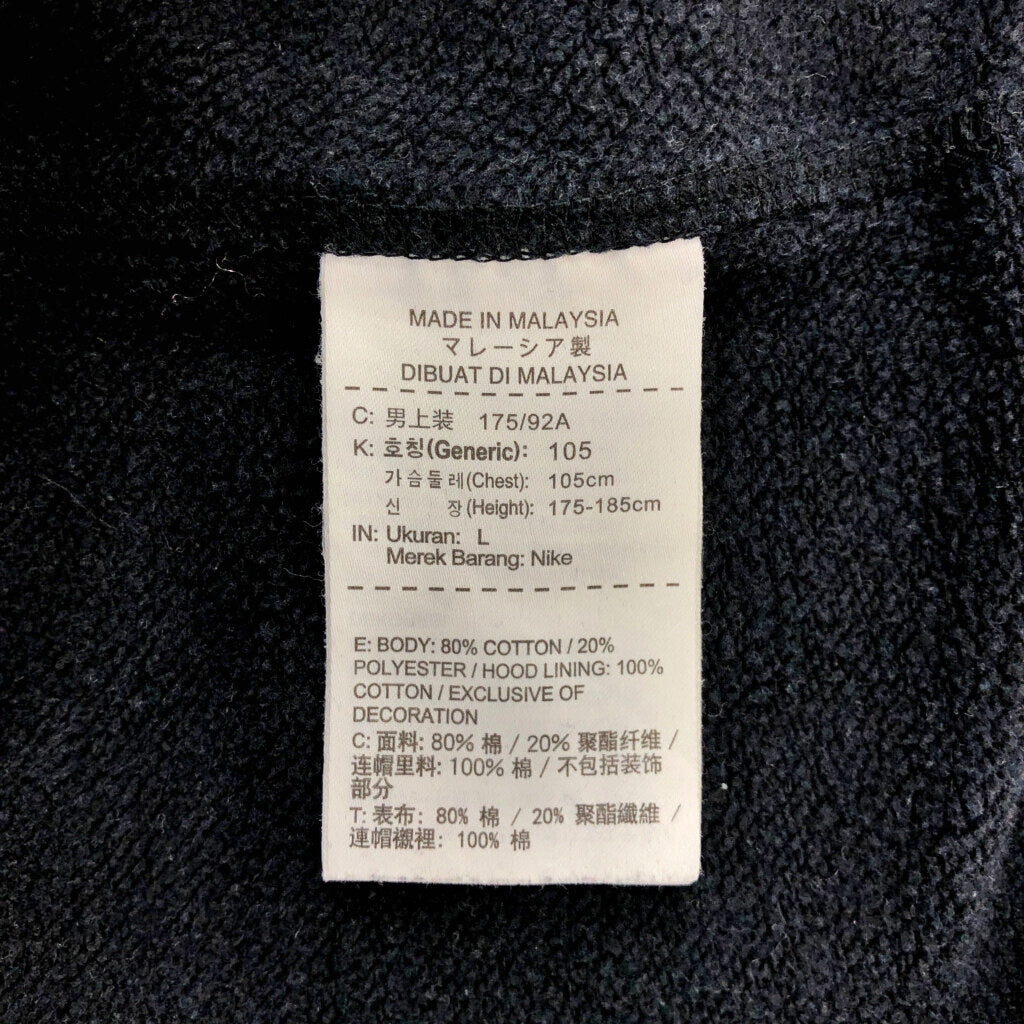 MADE IN MALAYSIA
マレーシア製
DIBUAT DI MALAYSIA
C: 男上装 175/92A
K: 호칭(Generic): 105
가슴둘레(Chest): 105cm
신 장(Height): 175-185cm
IN: Ukuran: L
Merek Barang: Nike
E: BODY: 80% COTTON / 20%
POLYESTER / HOOD LINING: 100%
COTTON / EXCLUSIVE OF
DECORATION
C: 面料: 80% 棉 / 20% 聚酯纤维 /
连帽里料: 100% 棉 / 不包括装饰
部分
T: 表布: 80% 棉 / 20% 聚酯纖維 /
連帽襯裡: 100% 棉